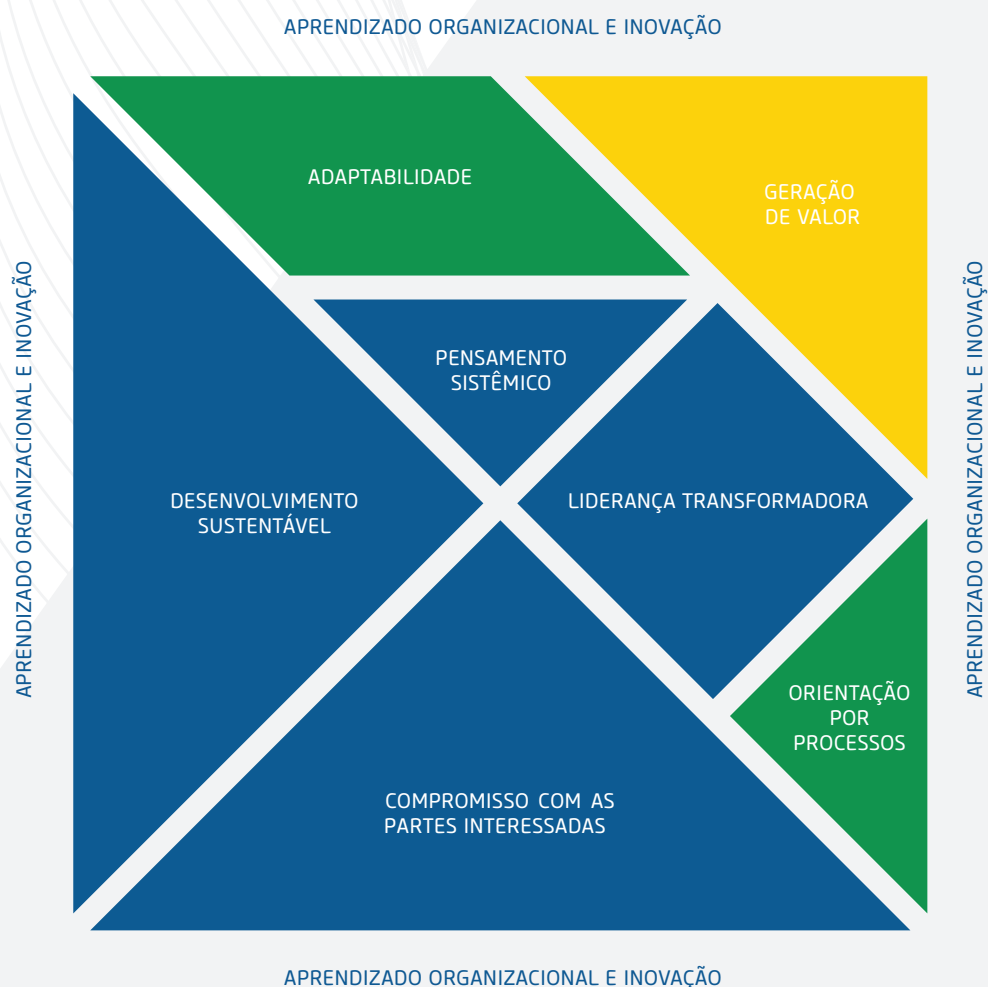 APRENDIZADO ORGANIZACIONAL E INOVAÇÃO
ADAPTABILIDADE
GERAÇÃO
DE VALOR
APRENDIZADO ORGANIZACIONAL E INOVAÇÃO
APRENDIZADO ORGANIZACIONAL E INOVAÇÃO
PENSAMENTO
SISTÊMICO
DESENVOLVIMENTO
SUSTENTÁVEL
LIDERANÇA TRANSFORMADORA
ORIENTAÇÃO
POR
PROCESSOS
COMPROMISSO COM AS
PARTES INTERESSADAS
APRENDIZADO ORGANIZACIONAL E INOVAÇÃO